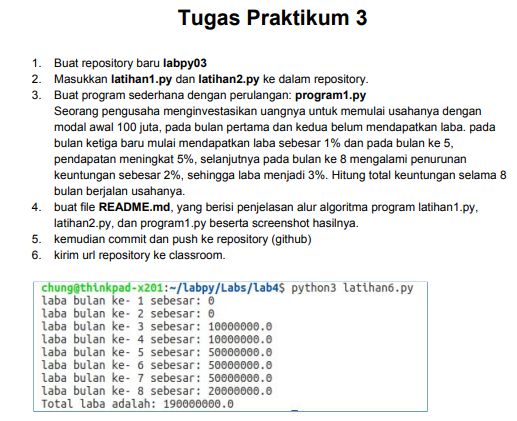 Tugas Praktikum 3
1. Buat repository baru labpy03
2. Masukkan latihan1.py dan latihan2.py ke dalam repository.
3. Buat program sederhana dengan perulangan: program1.py
Seorang pengusaha menginvestasikan uangnya untuk memulai usahanya dengan
modal awal 100 juta, pada bulan pertama dan kedua belum mendapatkan laba. pada
bulan ketiga baru mulai mendapatkan laba sebesar 1% dan pada bulan ke 5,
pendapatan meningkat 5%, selanjutnya pada bulan ke 8 mengalami penurunan
keuntungan sebesar 2%, sehingga laba menjadi 3%. Hitung total keuntungan selama 8
bulan berjalan usahanya.
4. buat file README.md, yang berisi penjelasan alur algoritma program latihan1.py,
latihan2.py, dan program1.py beserta screenshot hasilnya.
5. kemudian commit dan push ke repository (github)
6. kirim url repository ke classroom.
chung@thinkpad-x201:~/labpy/Labs/lab4$ python3 latihan6.py
laba bulan ke- 1 sebesar: 0
laba bulan ke- 2 sebesar: 0
laba bulan ke- 3 sebesar: 10000000.0
laba bulan ke- 4 sebesar: 10000000.0
laba bulan ke- 5 sebesar: 50000000.0
laba bulan ke- 6 sebesar: 50000000.0
laba bulan ke- 7 sebesar: 50000000.0
laba bulan ke- 8 sebesar: 20000000.0
Total laba adalah: 190000000.0